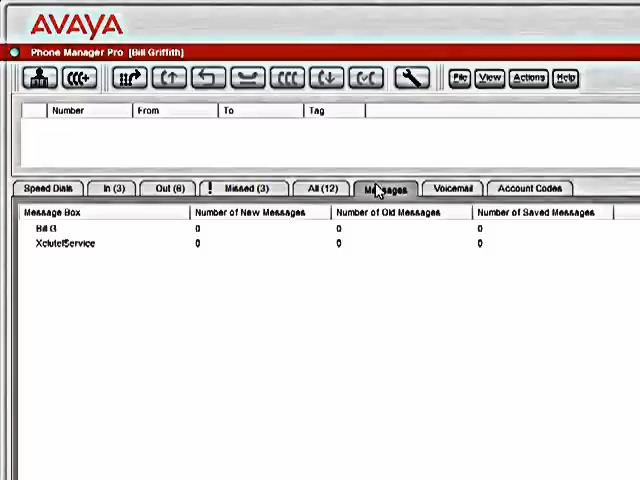 AVAYA
Phone Manager Pro [Bill Griffith]
File View Actions Help
Number From To Tag
Speed Dials In (3) Out (6) ! Missed (3) All (12) Messages Voicemail Account Codes
Message Box Number of New Messages Number of Old Messages Number of Saved Messages
Bill G 0 0 0
XclutelService 0 0 0